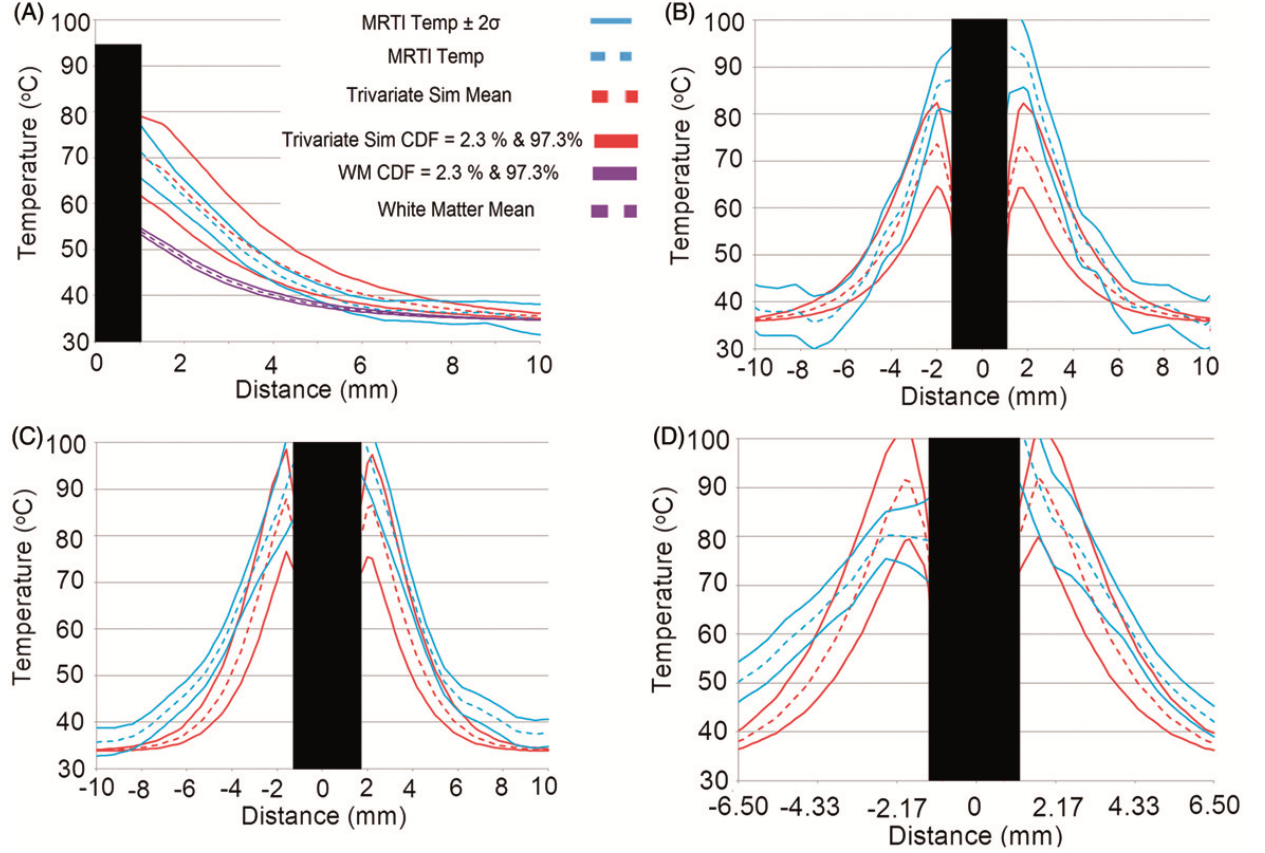 (A)
100
90
80
70
60
50
40
30
0
2
4
6
8
10
Temperature (oC)
Distance (mm)
MRTI Temp ± 2σ
MRTI Temp
Trivariate Sim Mean
Trivariate Sim CDF = 2.3 % & 97.3%
WM CDF = 2.3 % & 97.3%
White Matter Mean
(B)
100
90
80
70
60
50
40
30
-10 -8 -6 -4 -2 0 2 4 6 8 10
Temperature (oC)
Distance (mm)
(C)
100
90
80
70
60
50
40
30
-10 -8 -6 -4 -2 0 2 4 6 8 10
Temperature (oC)
Distance (mm)
(D)
100
90
80
70
60
50
40
30
-6.50 -4.33 -2.17 0 2.17 4.33 6.50
Temperature (oC)
Distance (mm)